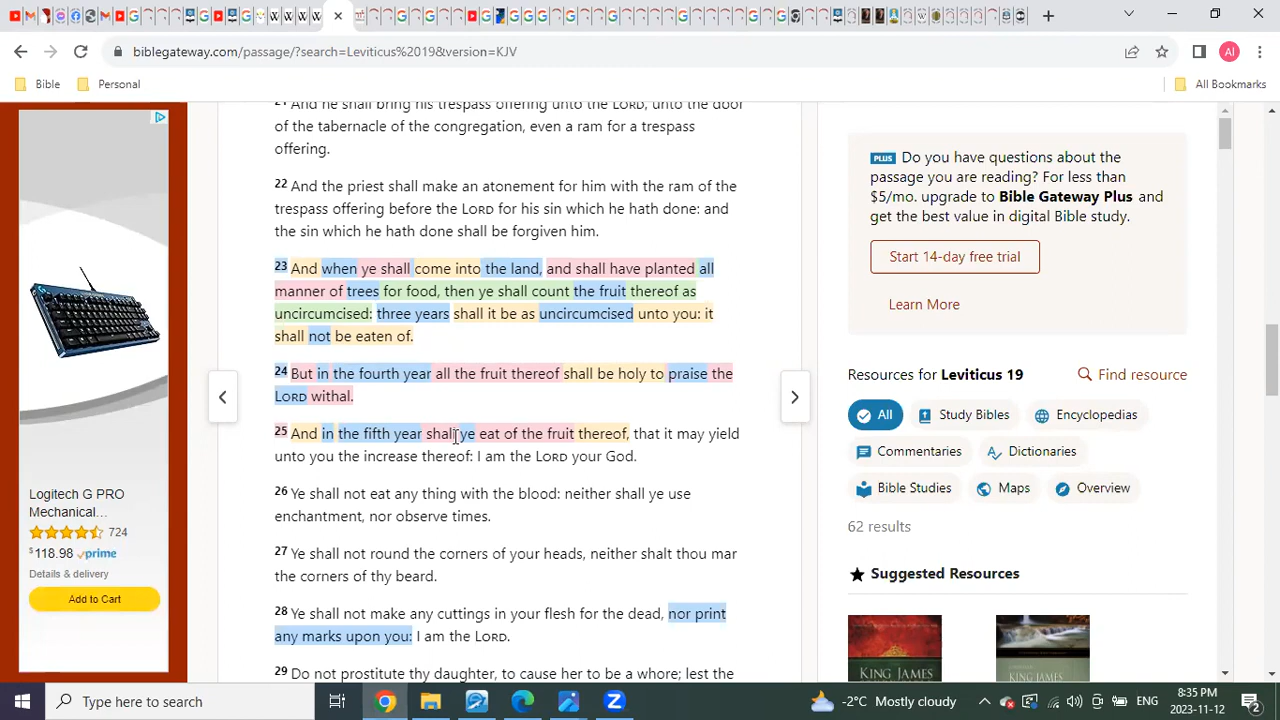 biblegateway.com/passage/?search=Leviticus%2019&version=KJV
AI
Bible
Personal
All Bookmarks
21 And he shall bring his trespass offering unto the LORD, unto the door
of the tabernacle of the congregation, even a ram for a trespass
offering.
22 And the priest shall make an atonement for him with the ram of the
trespass offering before the LORD for his sin which he hath done: and
the sin which he hath done shall be forgiven him.
23 And when ye shall come into the land, and shall have planted all
manner of trees for food, then ye shall count the fruit thereof as
uncircumcised: three years shall it be as uncircumcised unto you: it
shall not be eaten of.
24 But in the fourth year all the fruit thereof shall be holy to praise the
LORD withal.
25 And in the fifth year shall ye eat of the fruit thereof, that it may yield
unto you the increase thereof: I am the LORD your God.
26 Ye shall not eat any thing with the blood: neither shall ye use
enchantment, nor observe times.
27 Ye shall not round the corners of your heads, neither shalt thou mar
the corners of thy beard.
28 Ye shall not make any cuttings in your flesh for the dead, nor print
any marks upon you: I am the LORD.
29 Do not prostitute thy daughter, to cause her to be a whore; lest the
Logitech G PRO
Mechanical...
724
$118.98 prime
Details & delivery
Add to Cart
PLUS Do you have questions about the
passage you are reading? For less than
$5/mo. upgrade to Bible Gateway Plus and
get the best value in digital Bible study.
Start 14-day free trial
Learn More
Resources for Leviticus 19
Find resource
All
Study Bibles
Encyclopedias
Commentaries
Dictionaries
Bible Studies
Maps
Overview
62 results
Suggested Resources
KING JAMES
KING JAMES
Type here to search
-2°C Mostly cloudy
ENG
8:35 PM
2023-11-12
2